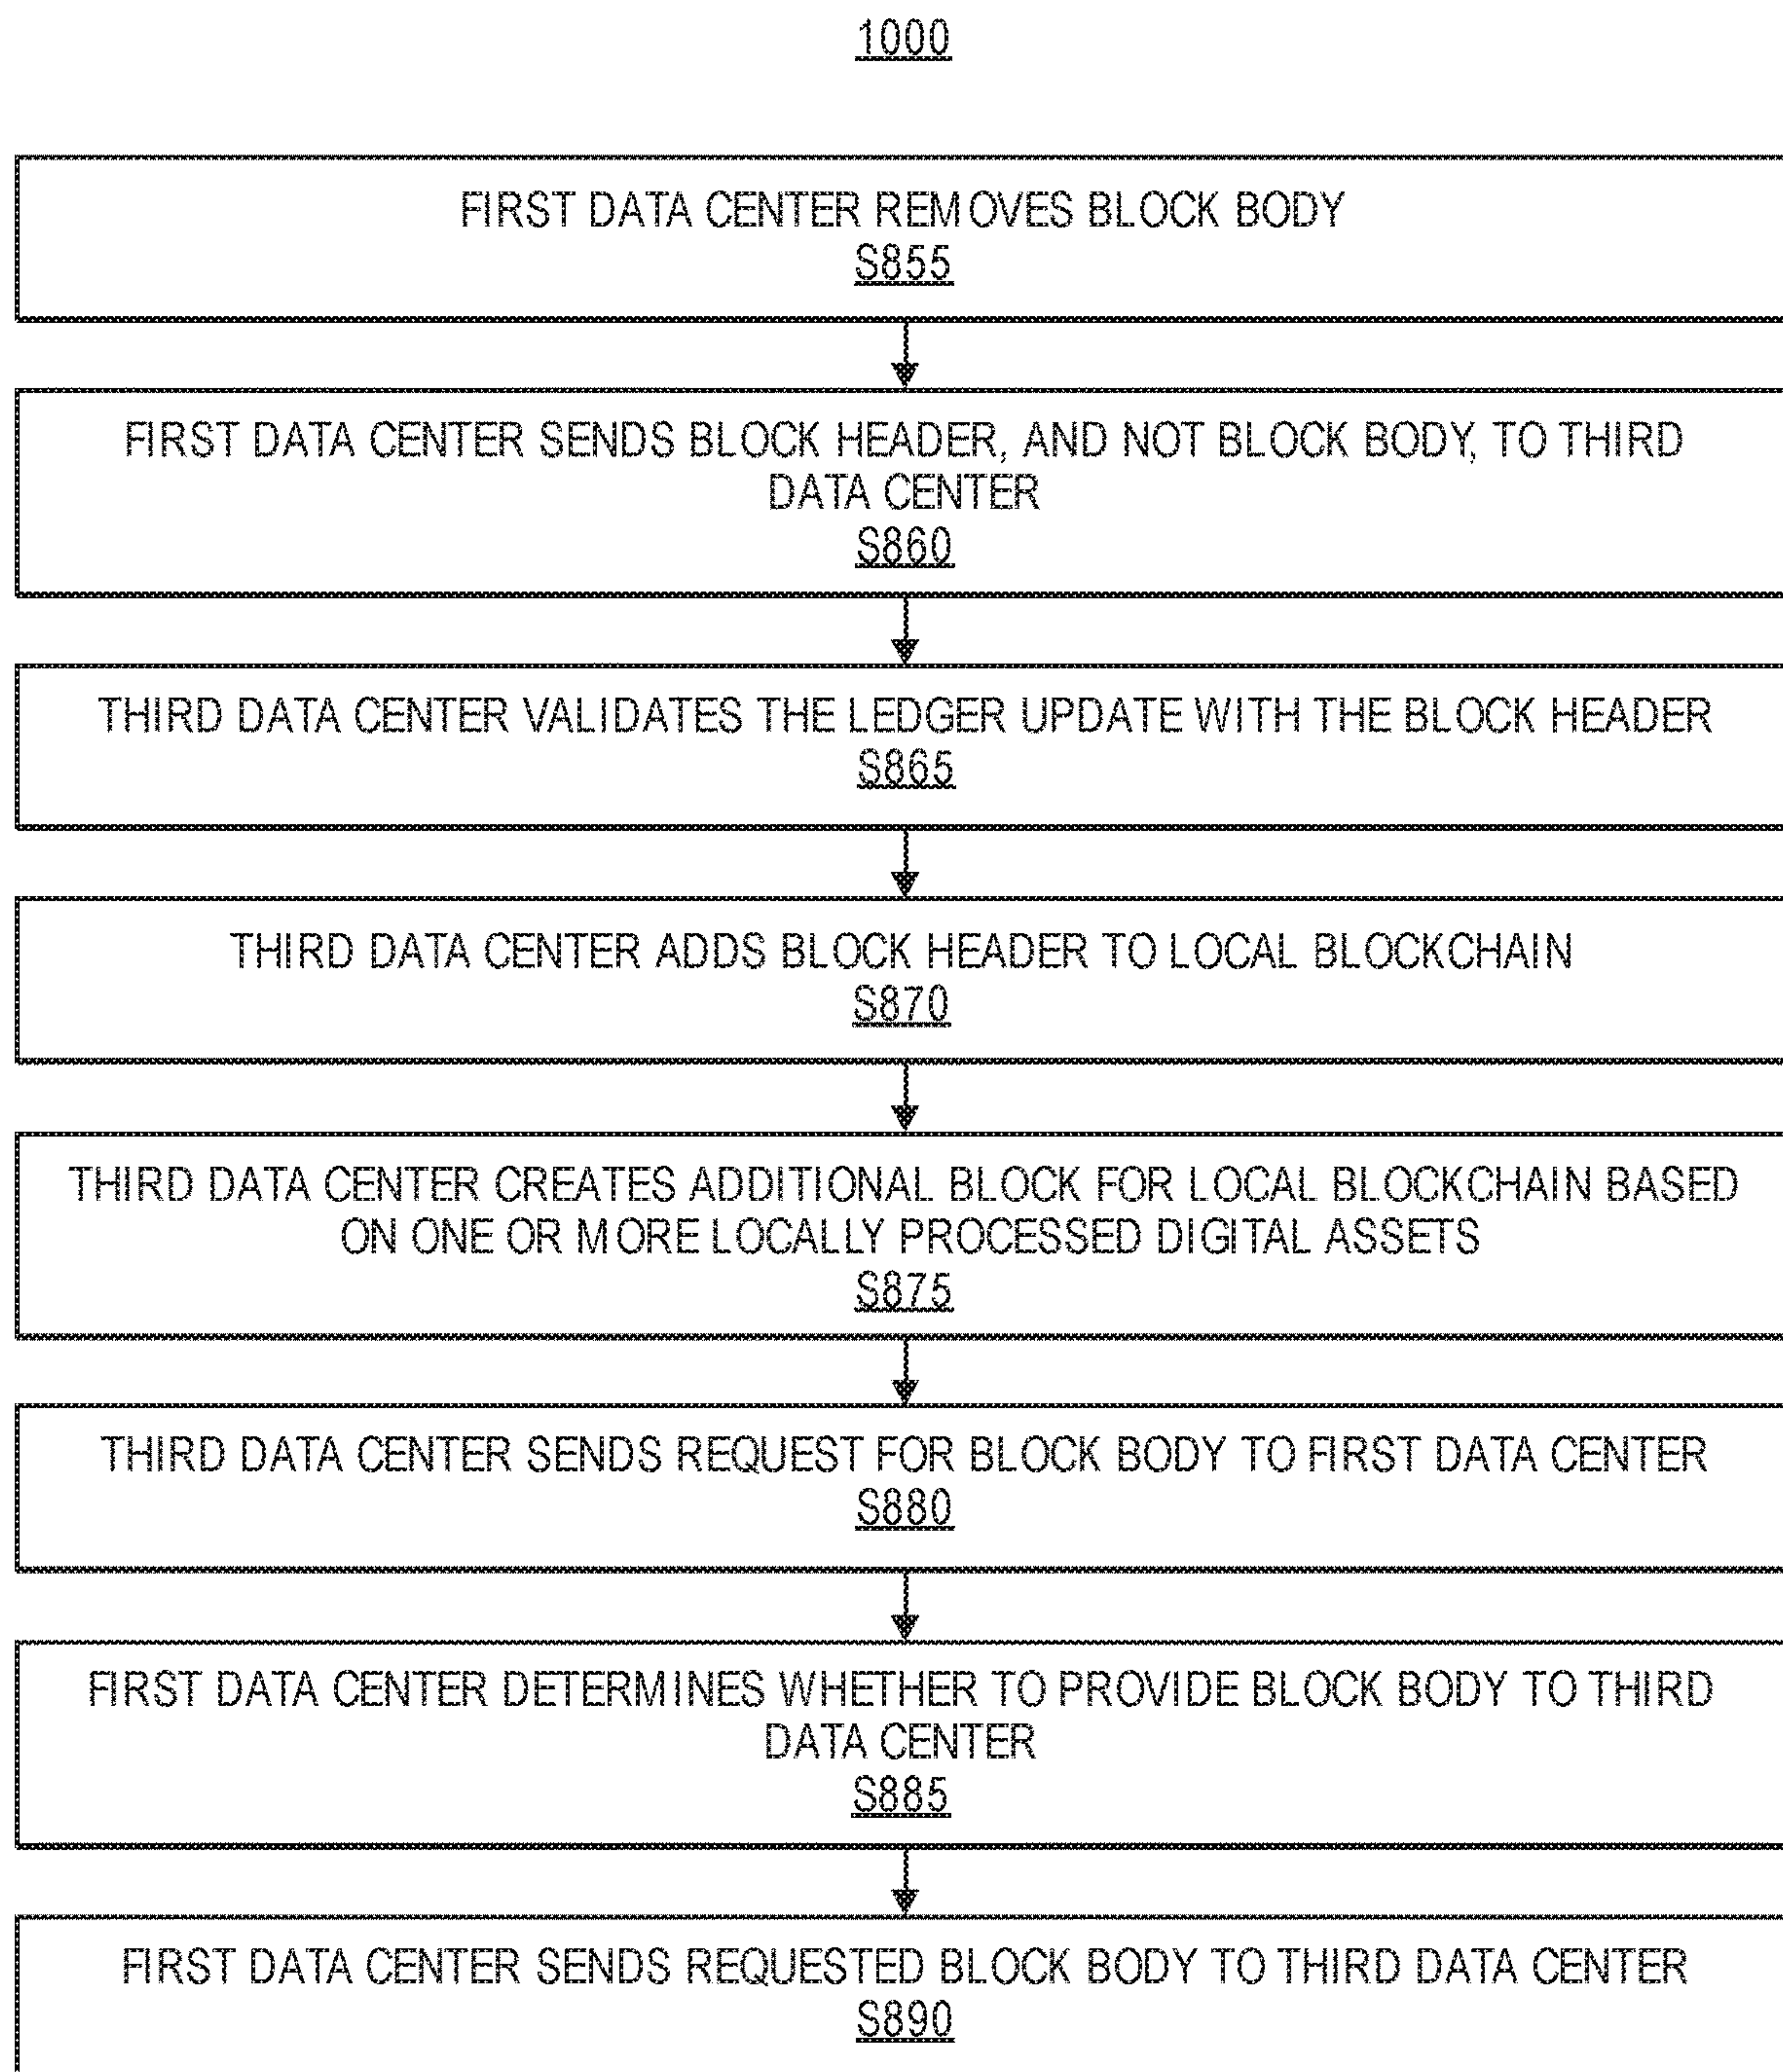 1000
FIRST DATA CENTER REMOVES BLOCK BODY
S855
FIRST DATA CENTER SENDS BLOCK HEADER, AND NOT BLOCK BODY, TO THIRD
DATA CENTER
S860
THIRD DATA CENTER VALIDATES THE LEDGER UPDATE WITH THE BLOCK HEADER
S865
THIRD DATA CENTER ADDS BLOCK HEADER TO LOCAL BLOCKCHAIN
S870
THIRD DATA CENTER CREATES ADDITIONAL BLOCK FOR LOCAL BLOCKCHAIN BASED
ON ONE OR MORE LOCALLY PROCESSED DIGITAL ASSETS
S875
THIRD DATA CENTER SENDS REQUEST FOR BLOCK BODY TO FIRST DATA CENTER
S880
FIRST DATA CENTER DETERMINES WHETHER TO PROVIDE BLOCK BODY TO THIRD
DATA CENTER
S885
FIRST DATA CENTER SENDS REQUESTED BLOCK BODY TO THIRD DATA CENTER
S890